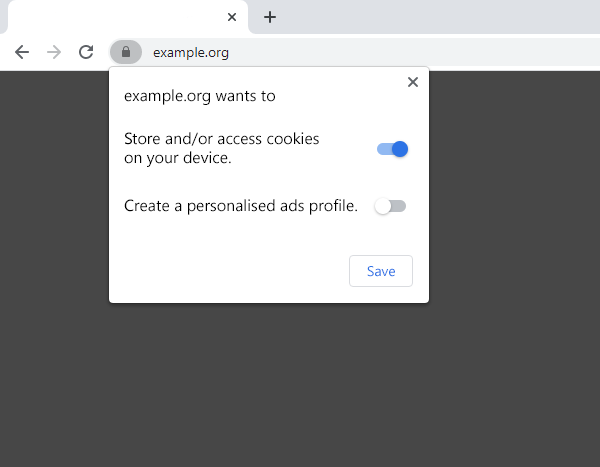 example.org
example.org wants to
Store and/or access cookies
on your device.
Create a personalised ads profile.
Save